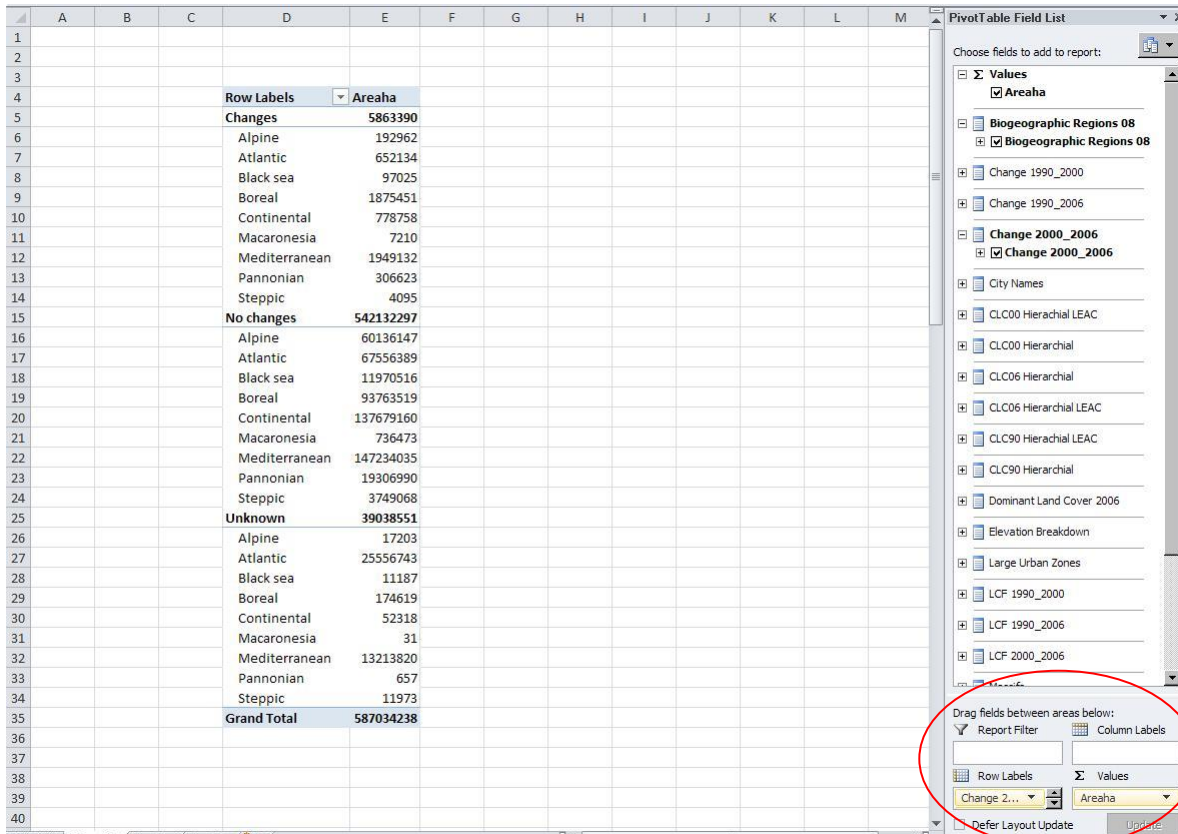 A B C D E F G H I J K L M
1
2
3
4 Row Labels Areaha
5 Changes 5863390
6 Alpine 192962
7 Atlantic 652134
8 Black sea 97025
9 Boreal 1875451
10 Continental 778758
11 Macaronesia 7210
12 Mediterranean 1949132
13 Pannonian 306623
14 Steppic 4095
15 No changes 542132297
16 Alpine 60136147
17 Atlantic 67556389
18 Black sea 11970516
19 Boreal 93763519
20 Continental 137679160
21 Macaronesia 736473
22 Mediterranean 147234035
23 Pannonian 19306990
24 Steppic 3749068
25 Unknown 39038551
26 Alpine 17203
27 Atlantic 25556743
28 Black sea 11187
29 Boreal 174619
30 Continental 52318
31 Macaronesia 31
32 Mediterranean 13213820
33 Pannonian 657
34 Steppic 11973
35 Grand Total 587034238
36
37
38
39
40
PivotTable Field List
Choose fields to add to report:
Σ Values
Areaha
Biogeographic Regions 08
Biogeographic Regions 08
Change 1990_2000
Change 1990_2006
Change 2000_2006
Change 2000_2006
City Names
CLC00 Hierachial LEAC
CLC00 Hierarchial
CLC06 Hierarchial
CLC06 Hierarchial LEAC
CLC90 Hierachial LEAC
CLC90 Hierarchial
Dominant Land Cover 2006
Elevation Breakdown
Large Urban Zones
LCF 1990_2000
LCF 1990_2006
LCF 2000_2006
Drag fields between areas below:
Report Filter Column Labels
Row Labels Σ Values
Change 2... Areaha
Defer Layout Update Update